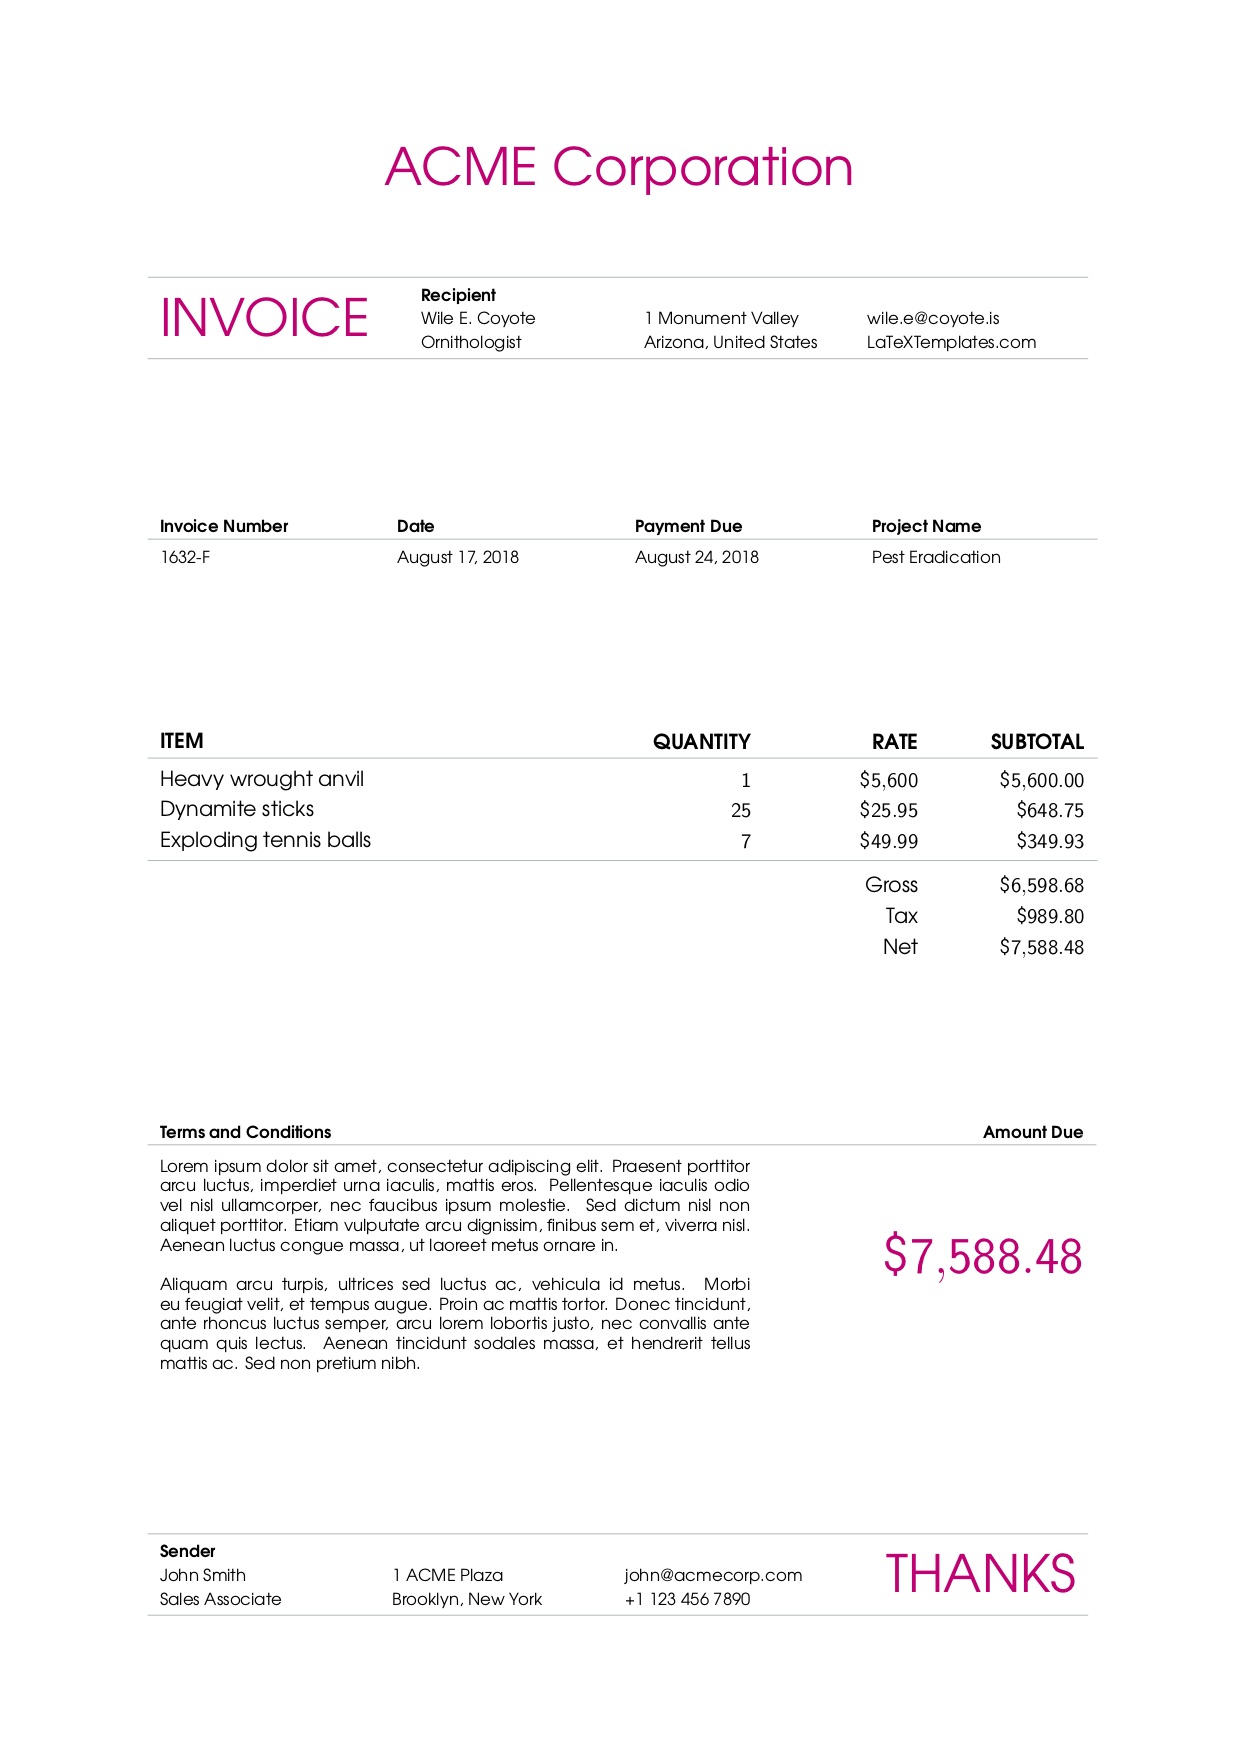 ACME Corporation
INVOICE
Recipient
Wile E. Coyote 1 Monument Valley wile.e@coyote.is
Ornithologist Arizona, United States LaTeXTemplates.com
Invoice Number Date Payment Due Project Name
1632-F August 17, 2018 August 24, 2018 Pest Eradication
ITEM QUANTITY RATE SUBTOTAL
Heavy wrought anvil 1 $5,600 $5,600.00
Dynamite sticks 25 $25.95 $648.75
Exploding tennis balls 7 $49.99 $349.93
Gross $6,598.68
Tax $989.80
Net $7,588.48
Terms and Conditions Amount Due
Lorem ipsum dolor sit amet, consectetur adipiscing elit. Praesent porttitor
arcu luctus, imperdiet urna iaculis, mattis eros. Pellentesque iaculis odio
vel nisl ullamcorper, nec faucibus ipsum molestie. Sed dictum nisl non
aliquet porttitor. Etiam vulputate arcu dignissim, finibus sem et, viverra nisl.
Aenean luctus congue massa, ut laoreet metus ornare in.
$7,588.48
Aliquam arcu turpis, ultrices sed luctus ac, vehicula id metus. Morbi
eu feugiat velit, et tempus augue. Proin ac mattis tortor. Donec tincidunt,
ante rhoncus luctus semper, arcu lorem lobortis justo, nec convallis ante
quam quis lectus. Aenean tincidunt sodales massa, et hendrerit tellus
mattis ac. Sed non pretium nibh.
Sender
John Smith 1 ACME Plaza john@acmecorp.com
Sales Associate Brooklyn, New York +1 123 456 7890
THANKS